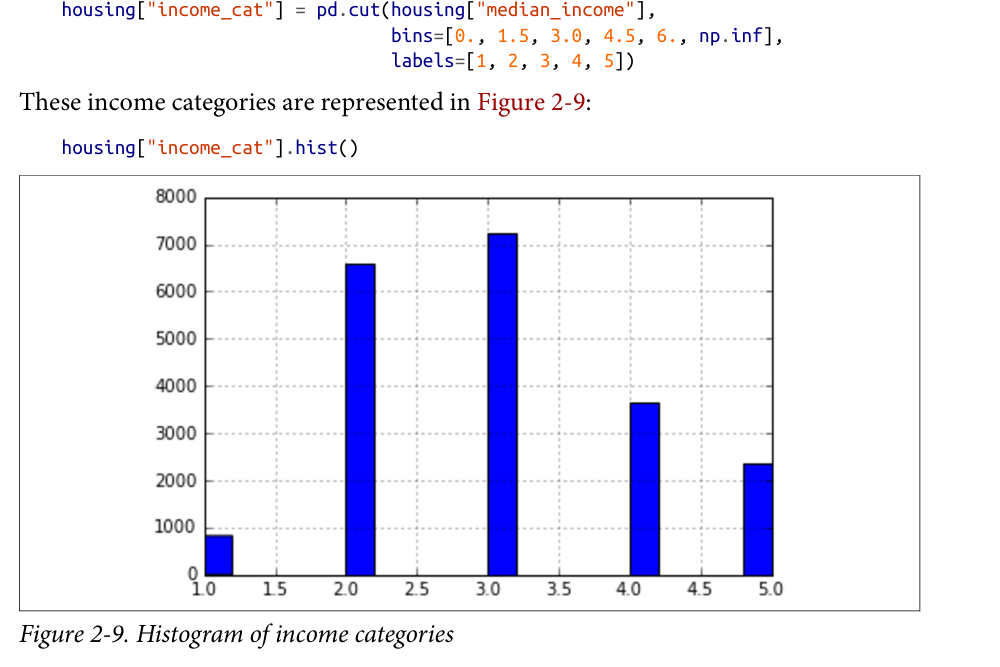 housing["income_cat"] = pd.cut(housing["median_income"],
bins=[0., 1.5, 3.0, 4.5, 6., np.inf],
labels=[1, 2, 3, 4, 5])
These income categories are represented in Figure 2-9:
housing["income_cat"].hist()
8000
7000
6000
5000
4000
3000
2000
1000
0
1.0 1.5 2.0 2.5 3.0 3.5 4.0 4.5 5.0
Figure 2-9. Histogram of income categories